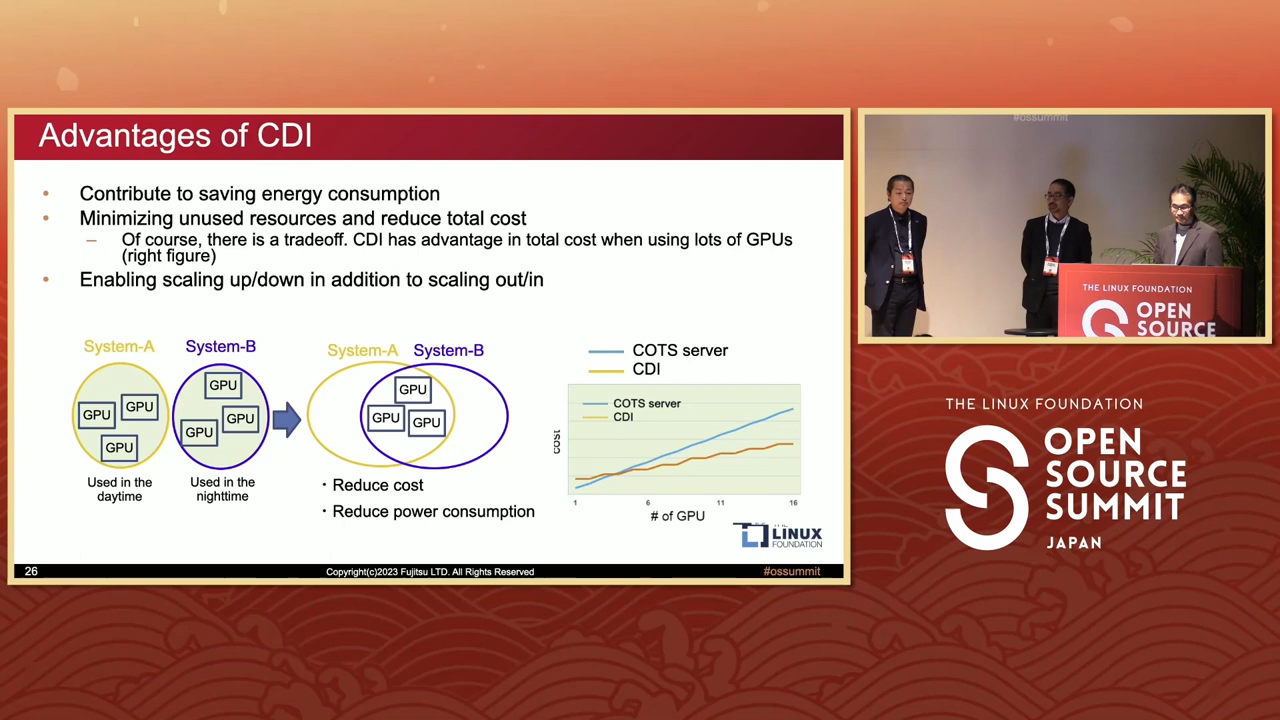 Advantages of CDI
• Contribute to saving energy consumption
• Minimizing unused resources and reduce total cost
– Of course, there is a tradeoff. CDI has advantage in total cost when using lots of GPUs
(right figure)
• Enabling scaling up/down in addition to scaling out/in
System-A
System-B
GPU
GPU
GPU
GPU
GPU
GPU
Used in the
daytime
Used in the
nighttime
System-A
System-B
GPU
GPU
GPU
・Reduce cost
・Reduce power consumption
COTS server
CDI
COTS server
CDI
cost
1
6
11
16
# of GPU
LINUX
FOUNDATION
26
Copyright(c)2023 Fujitsu LTD. All Rights Reserved
#ossummit
#ossummit
THE LINUX FOUNDATION
OPEN
SOURCE
THE LINUX FOUNDATION
OPEN
SOURCE
SUMMIT
JAPAN